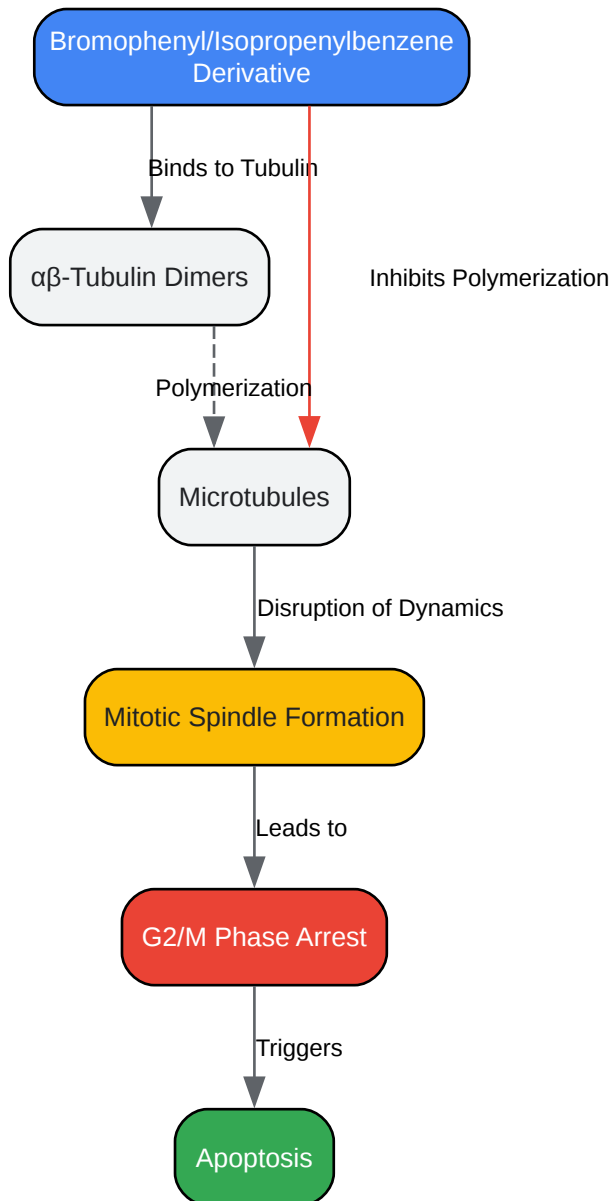 Bromophenyl/Isopropenylbenzene
Derivative
Binds to Tubulin
αβ-Tubulin Dimers
Inhibits Polymerization
Polymerization
Microtubules
Disruption of Dynamics
Mitotic Spindle Formation
Leads to
G2/M Phase Arrest
Triggers
Apoptosis